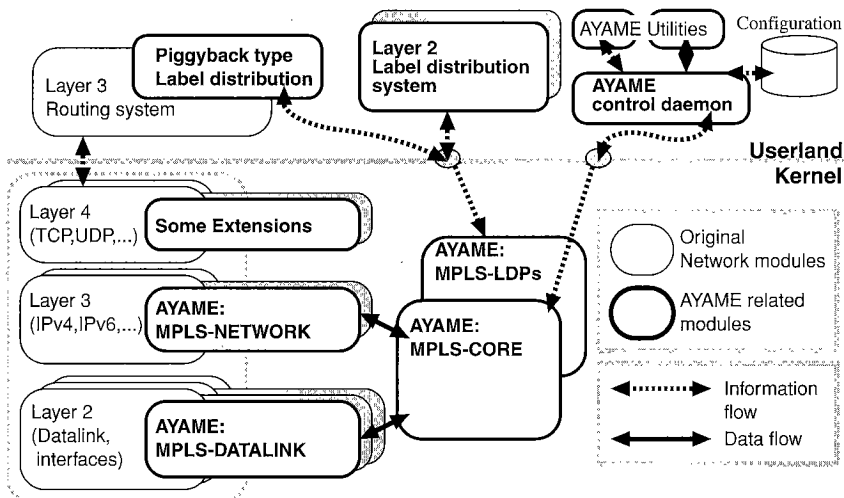 Piggyback type
Label distribution
Layer 3
Routing system
Layer 2
Label distribution
system
AYAME Utilities
AYAME
control daemon
Configuration
Userland
Kernel
Layer 4
(TCP,UDP,...)
Some Extensions
Layer 3
(IPv4,IPv6,...)
AYAME:
MPLS-NETWORK
Layer 2
(Datalink,
interfaces)
AYAME:
MPLS-DATALINK
AYAME:
MPLS-LDPs
AYAME:
MPLS-CORE
Original
Network modules
AYAME related
modules
Information
flow
Data flow